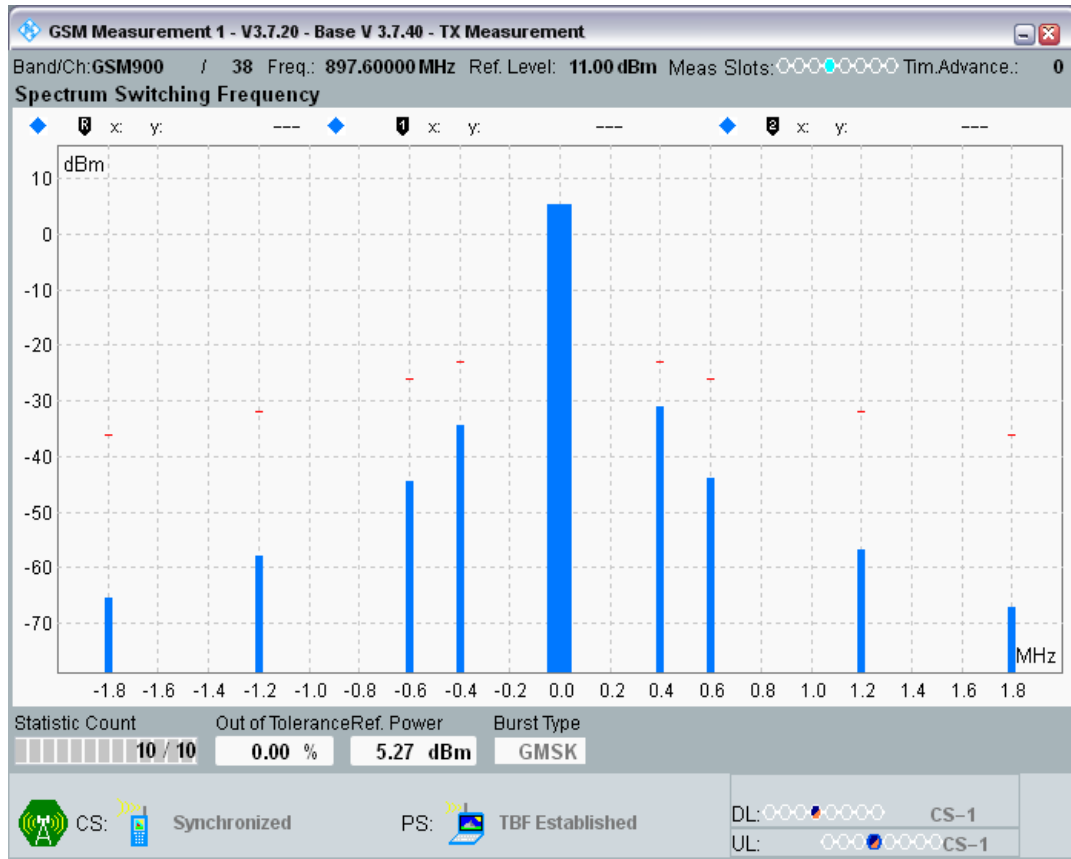 GSM Measurement 1 - V3.7.20 - Base V 3.7.40 - TX Measurement
Band/Ch:GSM900 / 38 Freq.: 897.60000 MHz Ref. Level: 11.00 dBm Meas Slots: Tim.Advance.: 0
Spectrum Switching Frequency
R x: y: --- 1 x: y: --- 2 x: y: ---
dBm
10
0
-10
-20
-30
-40
-50
-60
-70
MHz
-1.8 -1.6 -1.4 -1.2 -1.0 -0.8 -0.6 -0.4 -0.2 0.0 0.2 0.4 0.6 0.8 1.0 1.2 1.4 1.6 1.8
Statistic Count Out of Tolerance Ref. Power Burst Type
10 / 10 0.00 % 5.27 dBm GMSK
CS: Synchronized PS: TBF Established DL: CS-1
UL: CS-1